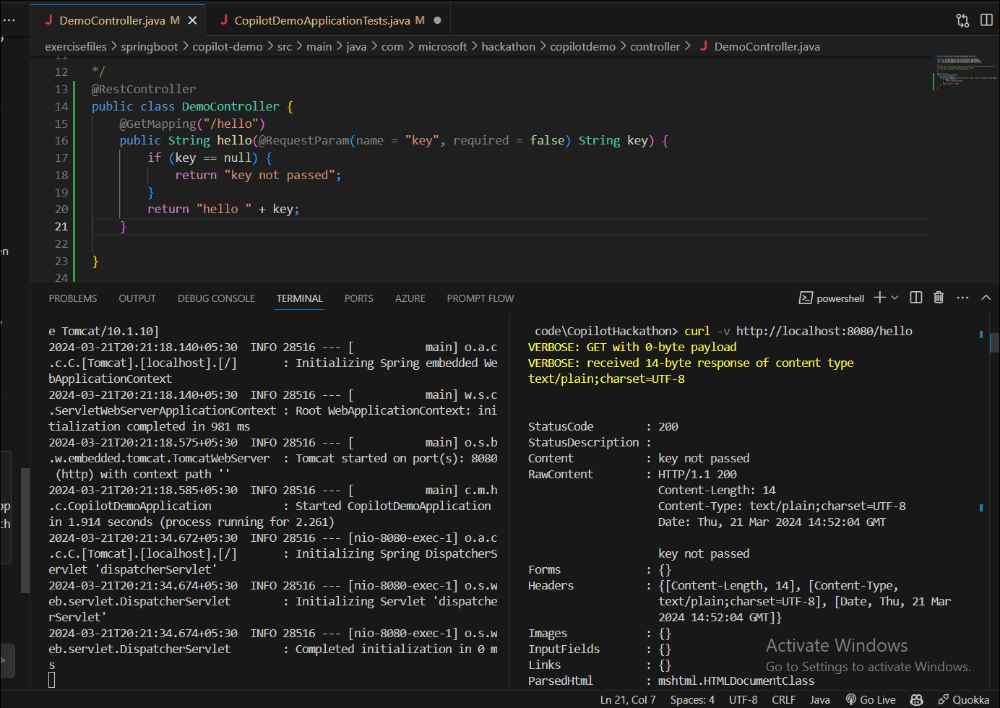 DemoController.java M
CopilotDemoApplicationTests.java M
exercisefiles > springboot > copilot-demo > src > main > java > com > microsoft > hackathon > copilotdemo > controller > DemoController.java
11
12 */
13 @RestController
14 public class DemoController {
15 @GetMapping("/hello")
16 public String hello(@RequestParam(name = "key", required = false) String key) {
17 if (key == null) {
18 return "key not passed";
19 }
20 return "hello " + key;
21 }
22
23 }
24
PROBLEMS OUTPUT DEBUG CONSOLE TERMINAL PORTS AZURE PROMPT FLOW
powershell
e Tomcat/10.1.10]
2024-03-21T20:21:18.140+05:30 INFO 28516 --- [ main] o.a.c
.c.C.[Tomcat].[localhost].[/] : Initializing Spring embedded We
bApplicationContext
2024-03-21T20:21:18.140+05:30 INFO 28516 --- [ main] w.s.c
.ServletWebServerApplicationContext : Root WebApplicationContext: ini
tialization completed in 981 ms
2024-03-21T20:21:18.575+05:30 INFO 28516 --- [ main] o.s.b
.w.embedded.tomcat.TomcatWebServer : Tomcat started on port(s): 8080
(http) with context path ''
2024-03-21T20:21:18.585+05:30 INFO 28516 --- [ main] c.m.h
.c.CopilotDemoApplication : Started CopilotDemoApplication
in 1.914 seconds (process running for 2.261)
2024-03-21T20:21:34.672+05:30 INFO 28516 --- [nio-8080-exec-1] o.a.c
.c.C.[Tomcat].[localhost].[/] : Initializing Spring DispatcherS
ervlet 'dispatcherServlet'
2024-03-21T20:21:34.674+05:30 INFO 28516 --- [nio-8080-exec-1] o.s.w
eb.servlet.DispatcherServlet : Initializing Servlet 'dispatche
rServlet'
2024-03-21T20:21:34.674+05:30 INFO 28516 --- [nio-8080-exec-1] o.s.w
eb.servlet.DispatcherServlet : Completed initialization in 0 m
s
code\CopilotHackathon> curl -v http://localhost:8080/hello
VERBOSE: GET with 0-byte payload
VERBOSE: received 14-byte response of content type
text/plain;charset=UTF-8
StatusCode : 200
StatusDescription :
Content : key not passed
RawContent : HTTP/1.1 200
Content-Length: 14
Content-Type: text/plain;charset=UTF-8
Date: Thu, 21 Mar 2024 14:52:04 GMT
key not passed
Forms : {}
Headers : {[Content-Length, 14], [Content-Type,
text/plain;charset=UTF-8], [Date, Thu, 21 Mar
2024 14:52:04 GMT]}
Images : {}
InputFields : {}
Links : {}
ParsedHtml : mshtml.HTMLDocumentClass
Activate Windows
Go to Settings to activate Windows.
Ln 21, Col 7 Spaces: 4 UTF-8 CRLF Java Go Live Quokka